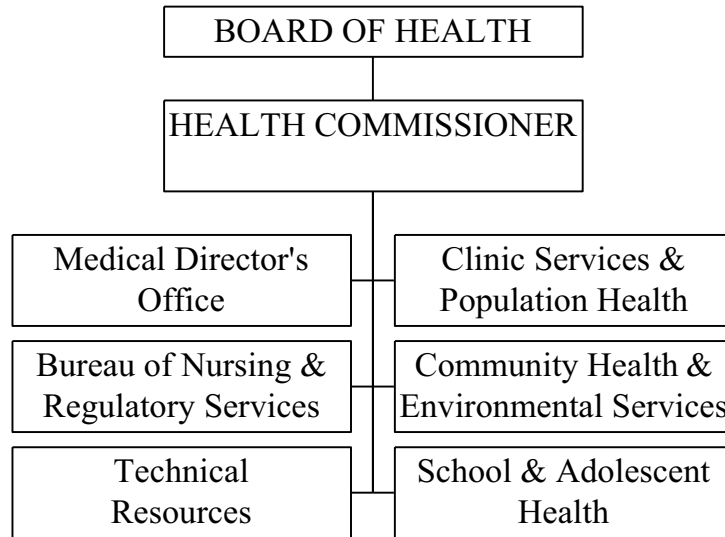 BOARD OF HEALTH
HEALTH COMMISSIONER
Medical Director's
Office
Clinic Services &
Population Health
Bureau of Nursing &
Regulatory Services
Community Health &
Environmental Services
Technical
Resources
School & Adolescent
Health